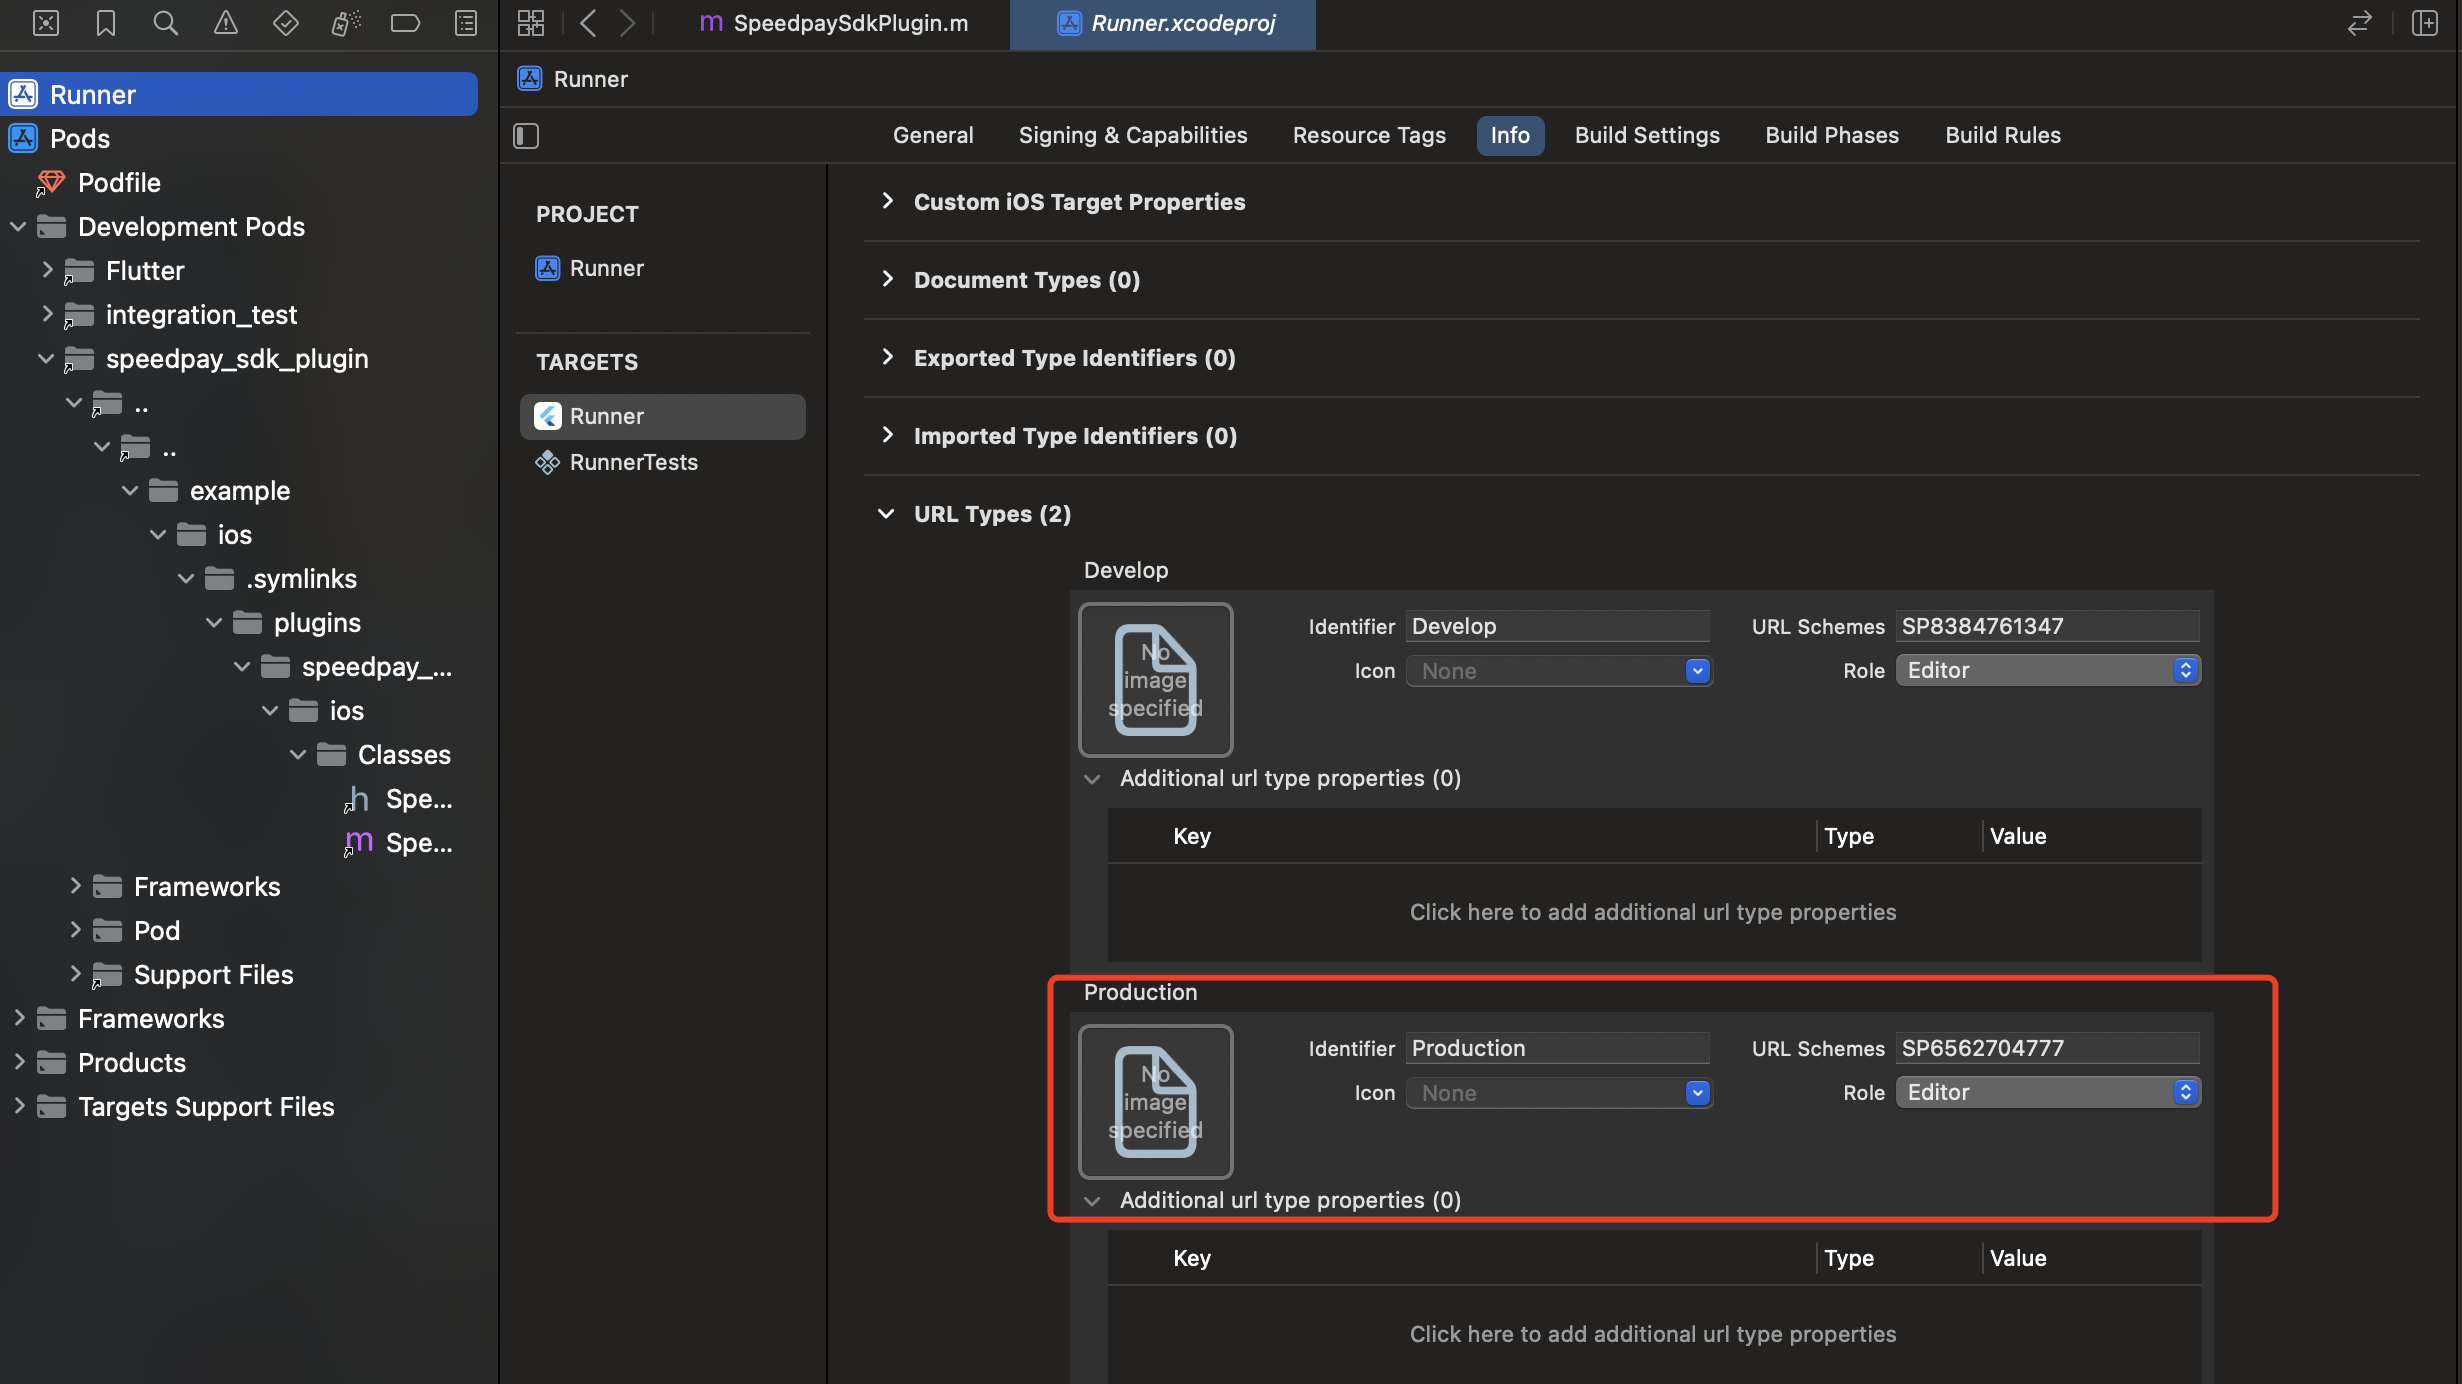 SpeedpaySdkPlugin.m
Runner.xcodeproj
Runner
Pods
Podfile
Development Pods
Flutter
integration_test
speedpay_sdk_plugin
..
..
example
ios
.symlinks
plugins
speedpay_...
ios
Classes
h Spe...
m Spe...
Frameworks
Pod
Support Files
Frameworks
Products
Targets Support Files
Runner
General Signing & Capabilities Resource Tags Info Build Settings Build Phases Build Rules
PROJECT
Runner
TARGETS
Runner
RunnerTests
Custom iOS Target Properties
Document Types (0)
Exported Type Identifiers (0)
Imported Type Identifiers (0)
URL Types (2)
Develop
No
image
specified
Identifier Develop URL Schemes SP8384761347
Icon None Role Editor
Additional url type properties (0)
Key Type Value
Click here to add additional url type properties
Production
No
image
specified
Identifier Production URL Schemes SP6562704777
Icon None Role Editor
Additional url type properties (0)
Key Type Value
Click here to add additional url type properties